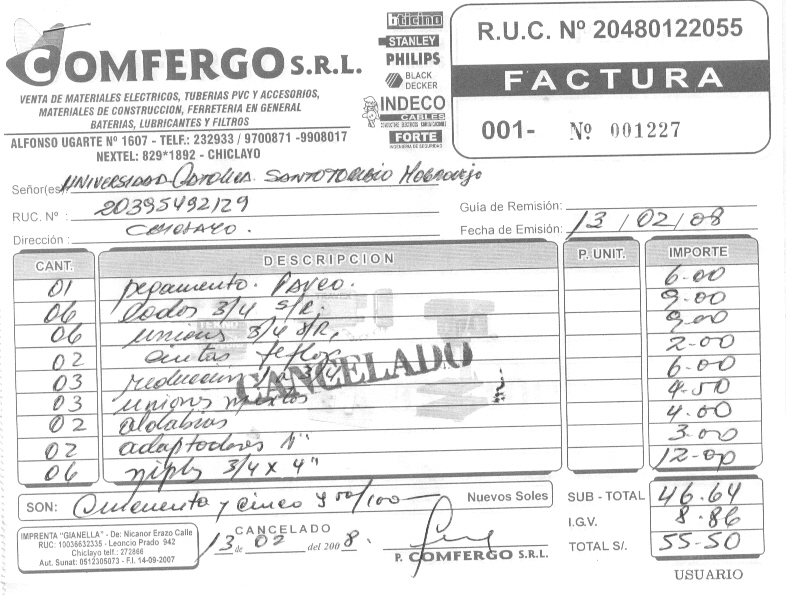 COMFERGO S.R.L.
VENTA DE MATERIALES ELECTRICOS, TUBERIAS PVC Y ACCESORIOS,
MATERIALES DE CONSTRUCCION, FERRETERIA EN GENERAL
BATERIAS, LUBRICANTES Y FILTROS
ALFONSO UGARTE Nº 1607 - TELF.: 232933 / 9700871 -9908017
NEXTEL: 829*1892 - CHICLAYO
bticino
STANLEY
PHILIPS
BLACK
DECKER
INDECO
CABLES
FORTE
R.U.C. Nº 20480122055
FACTURA
001- Nº 001227
Señor(es) UNIVERSIDAD CATOLICA SANTO TORIBIO MOGROVEJO
R.U.C. Nº : 20395492129
Guía de Remisión:
Dirección : CHICLAYO.
Fecha de Emisión: 13 / 02 / 08
CANT. DESCRIPCION P. UNIT. IMPORTE
01 pegamento. 6-00
06 codos 3/4 S/R, 9-00
06 uniones 3/4 S/R, 9-00
02 cintas teflon 2-00
03 reduccion 3/4 6-00
03 uniones mixtas 4-50
02 aldabas 4.00
02 adaptadores 1" 3-00
06 niples 3/4 x 4" 12-00
CANCELADO
SON: Cincuenta y cinco y 50/100 Nuevos Soles
SUB - TOTAL 46.64
I.G.V. 8-86
TOTAL S/. 55-50
IMPRENTA "GIANELLA" - De: Nicanor Erazo Calle
RUC: 10036632335 - Leoncio Prado 942
Chiclayo telf.: 272866
Aut. Sunat: 0512305073 - F.I. 14-09-2007
CANCELADO
13 de 02 del 2008.
P. COMFERGO S.R.L.
USUARIO